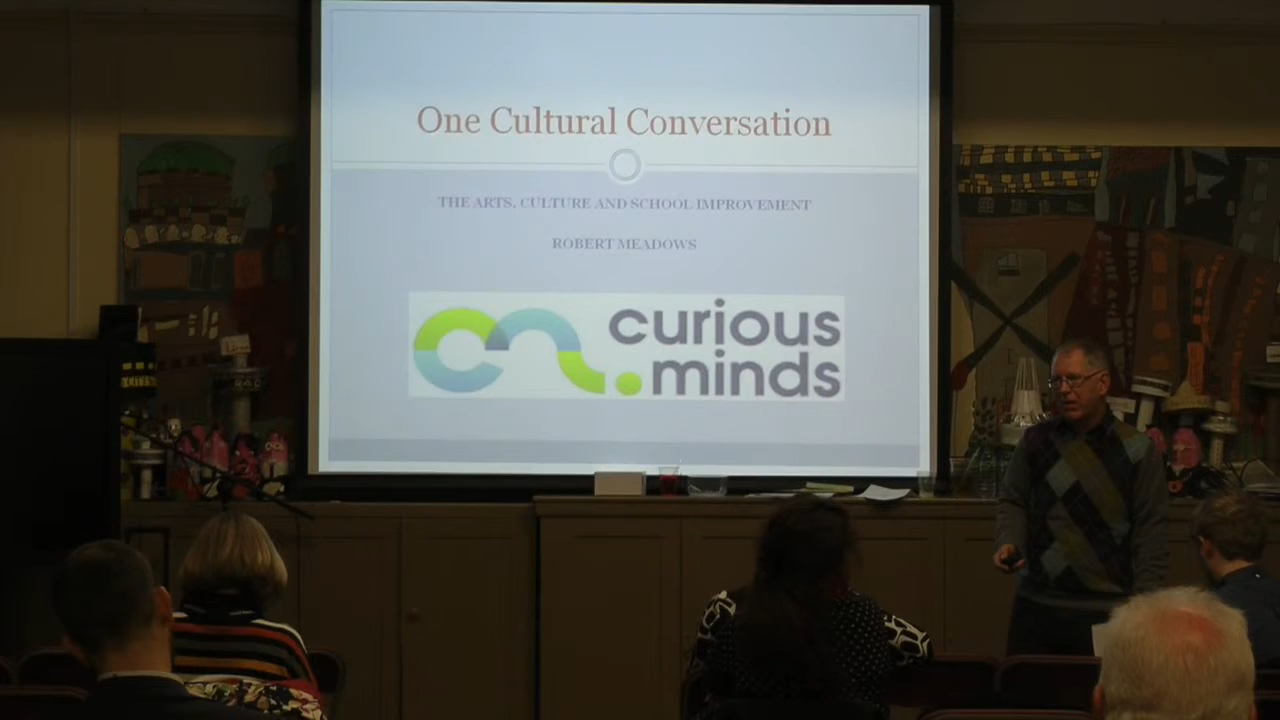 One Cultural Conversation
THE ARTS, CULTURE AND SCHOOL IMPROVEMENT
ROBERT MEADOWS
curious
minds